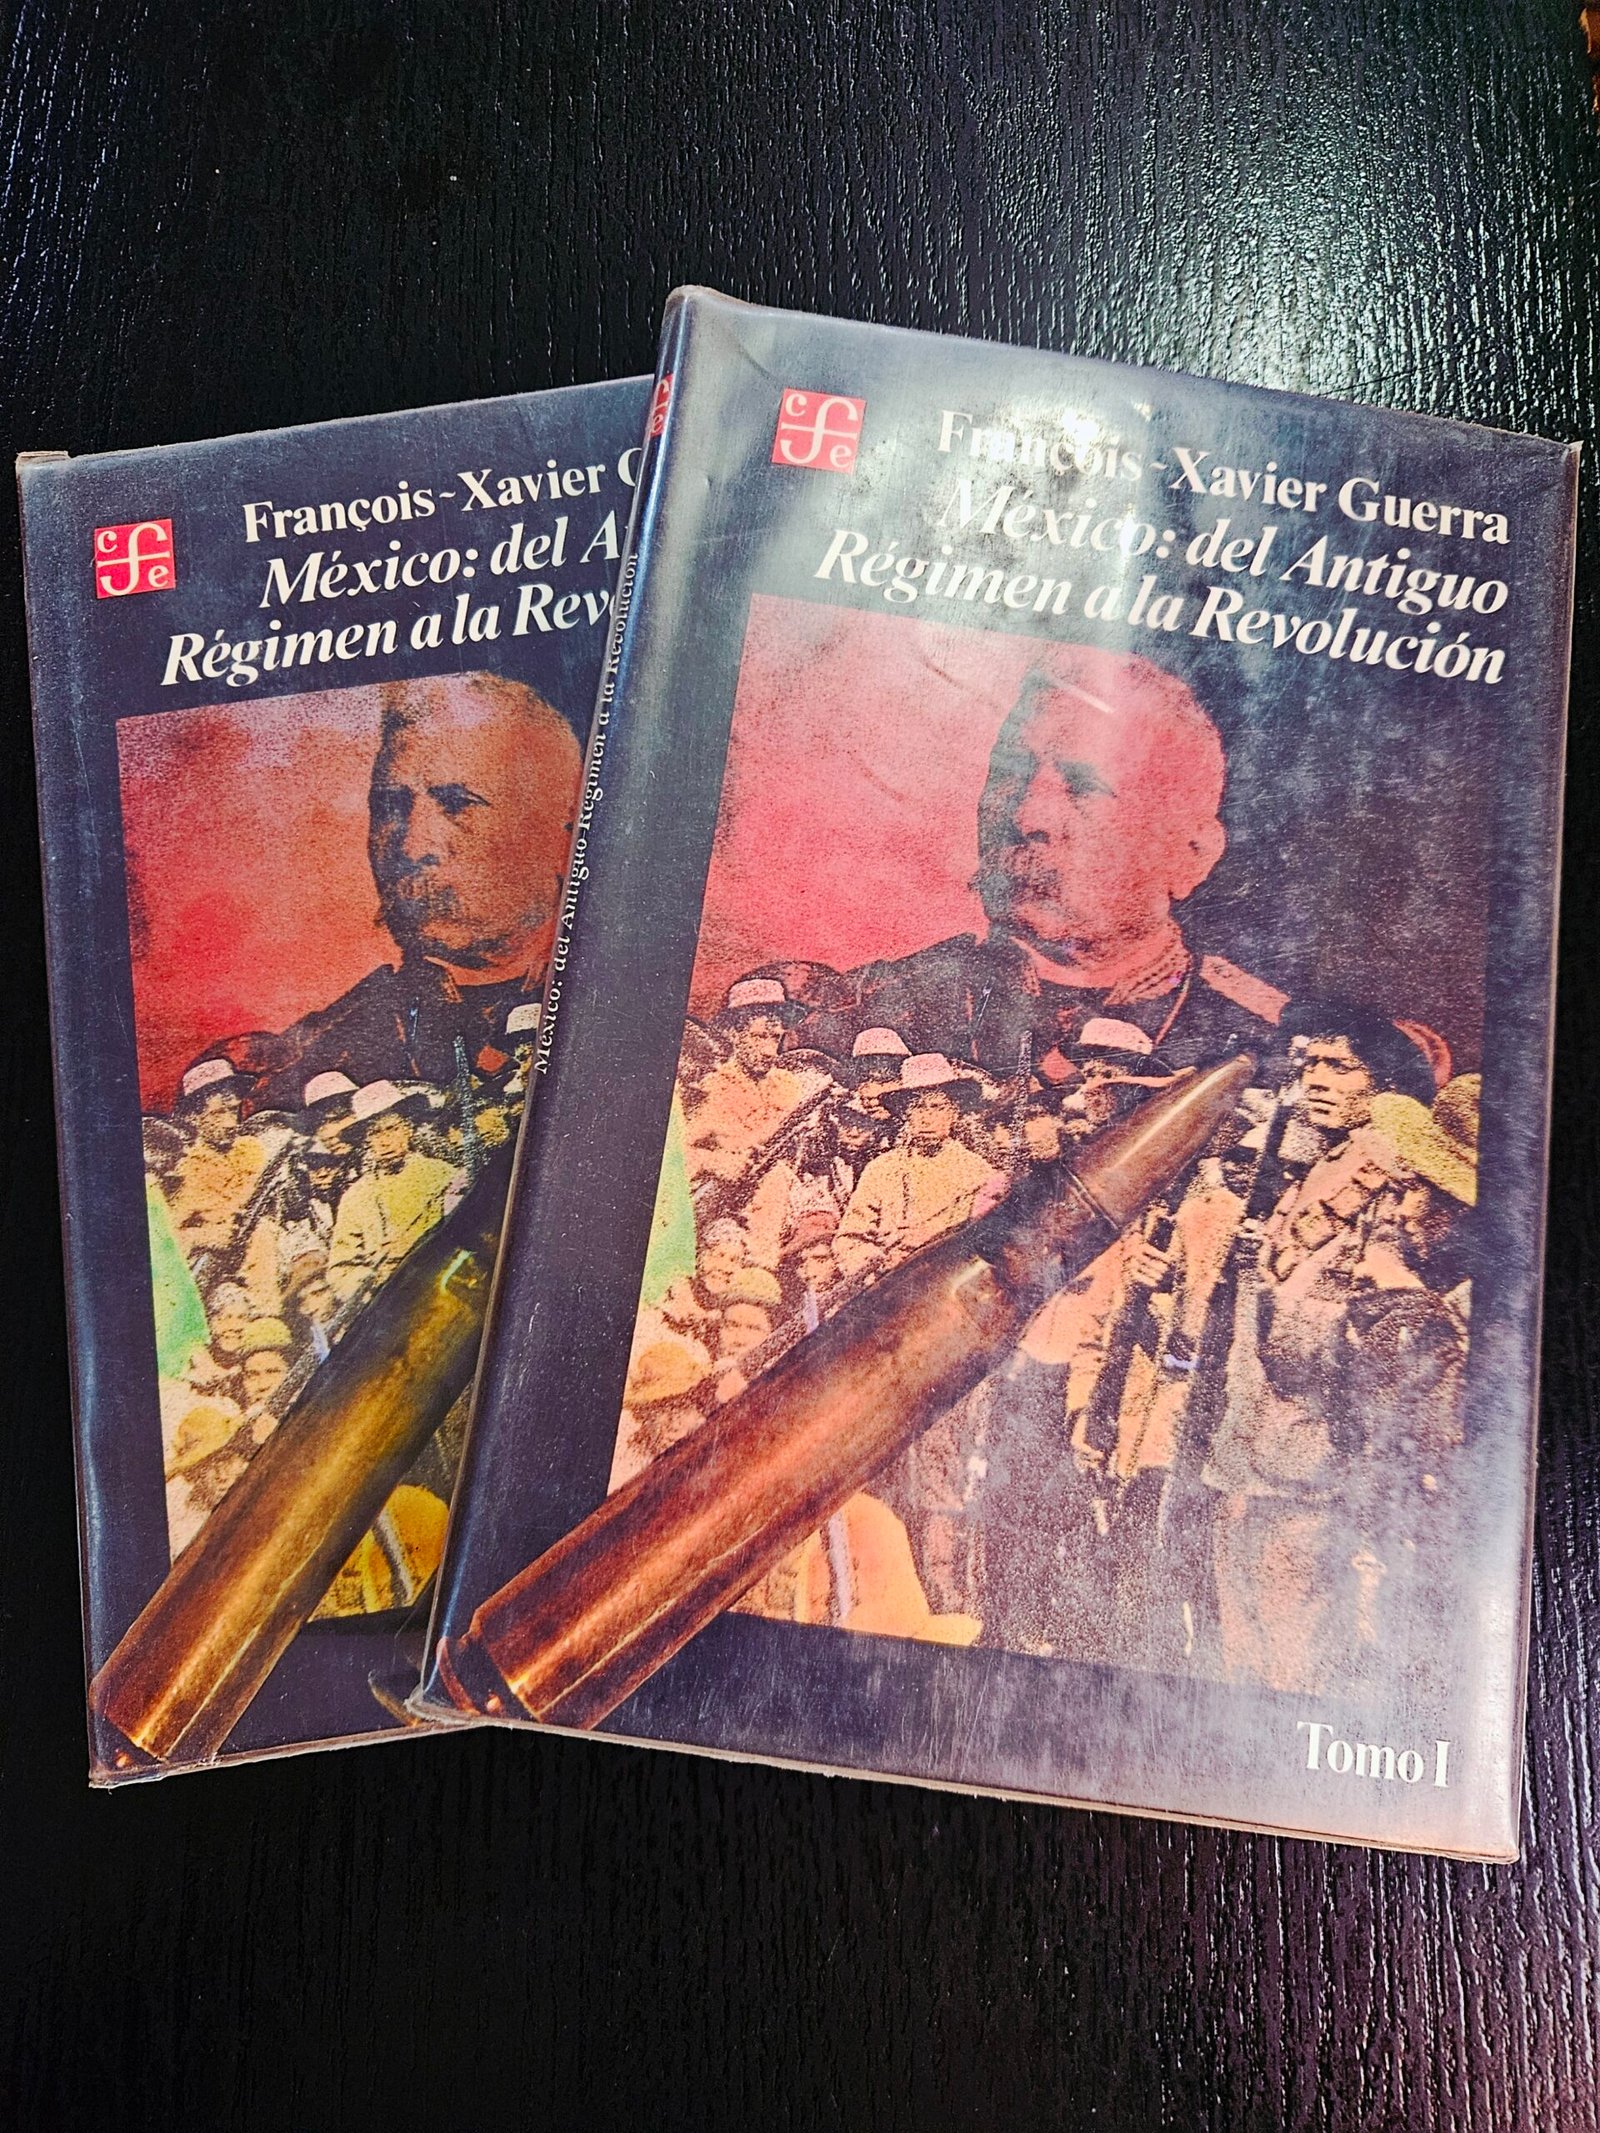 cfe
François~Xavier G
México: del A
Régimen a la Rev
México: del Antiguo Régimen a la Revolución
cfe
François~Xavier Guerra
México: del Antiguo
Régimen a la Revolución
Tomo I